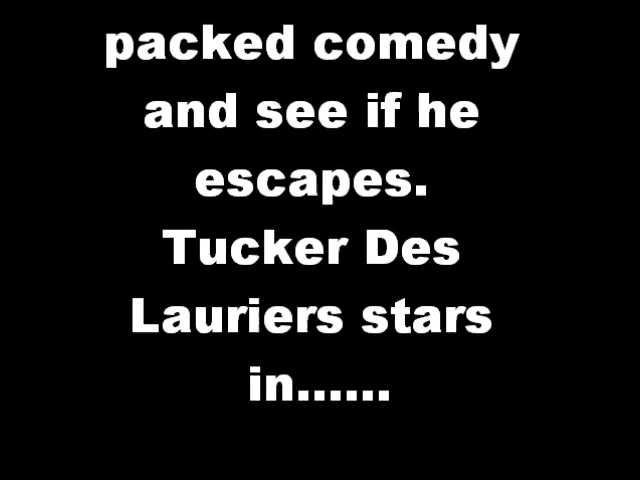 packed comedy
and see if he
escapes.
Tucker Des
Lauriers stars
in......